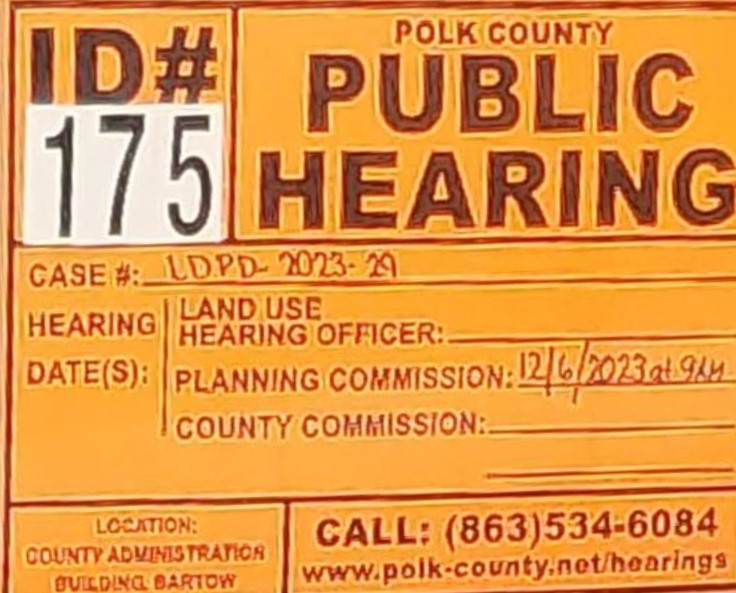 ID#
175
POLK COUNTY
PUBLIC
HEARING
CASE #: LDPD-2023-29
HEARING
DATE(S):
LAND USE
HEARING OFFICER:
PLANNING COMMISSION: 12/6/2023 at 9AM
COUNTY COMMISSION:
LOCATION:
COUNTY ADMINISTRATION
BUILDING, BARTOW
CALL: (863)534-6084
www.polk-county.net/hearings